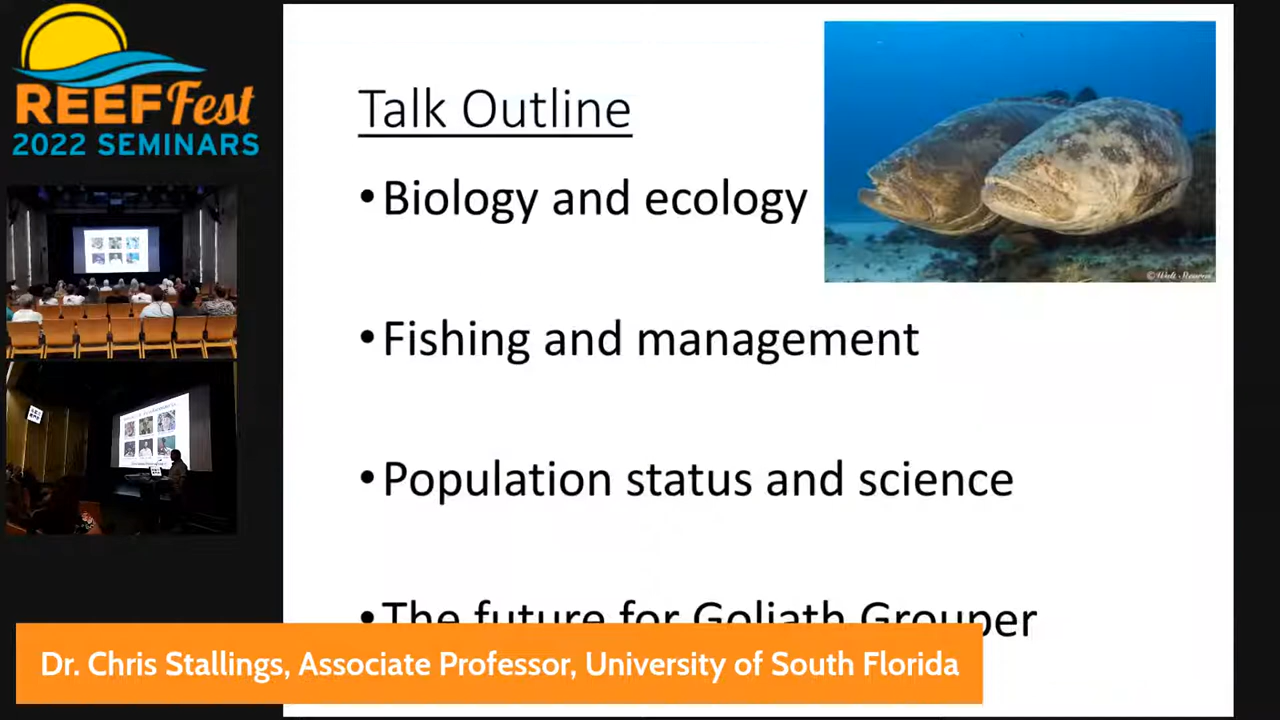 REEF Fest
2022 SEMINARS
Talk Outline
•Biology and ecology
•Fishing and management
•Population status and science
•The future for Goliath Grouper
Dr. Chris Stallings, Associate Professor, University of South Florida